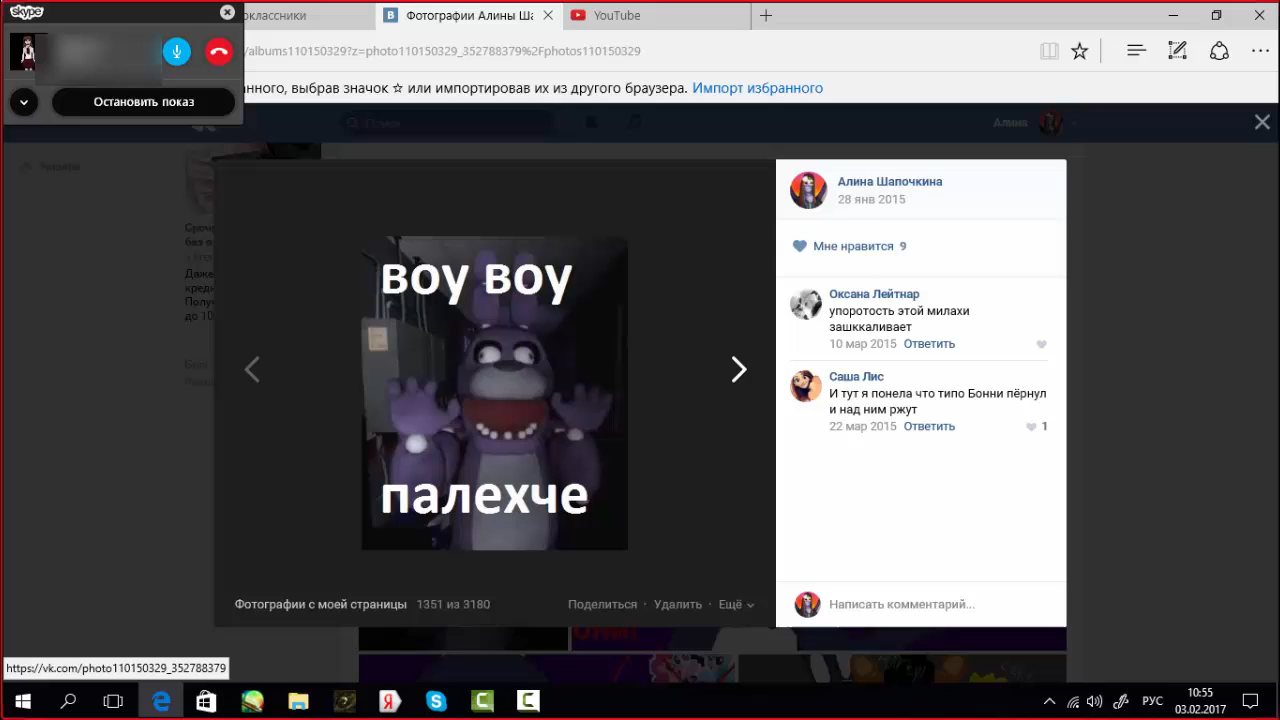 skype
оклассники
Фотографии Алины Ша
YouTube
/albums110150329?z=photo110150329_352788379%2Fphotos110150329
Остановить показ
нного, выбрав значок ☆ или импортировав их из другого браузера. Импорт избранного
Поиск
Алина
Алина Шапочкина
28 янв 2015
Мне нравится 9
воу воу
палехче
Оксана Лейтнар
упоротость этой милахи
зашккаливает
10 мар 2015 Ответить
Саша Лис
И тут я понела что типо Бонни пёрнул
и над ним ржут
22 мар 2015 Ответить 1
Фотографии с моей страницы 1351 из 3180
Поделиться · Удалить · Ещё
Написать комментарий...
https://vk.com/photo110150329_352788379
РУС
10:55
03.02.2017